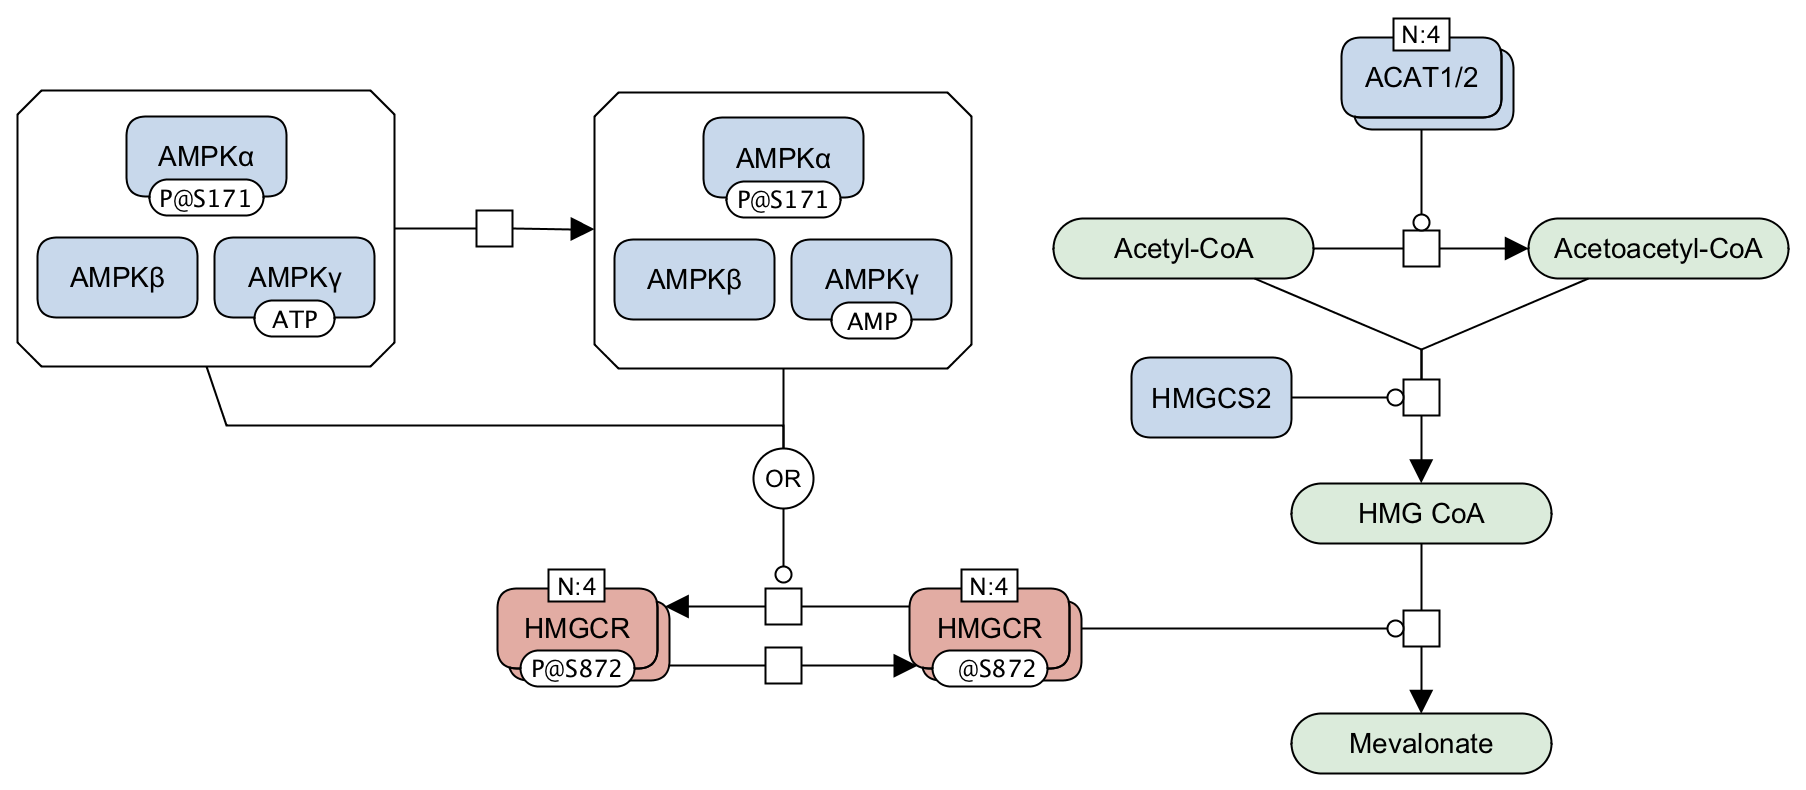 AMPKα
P@S171
AMPKβ
AMPKγ
ATP
AMPKα
P@S171
AMPKβ
AMPKγ
AMP
N:4
ACAT1/2
Acetyl-CoA
Acetoacetyl-CoA
HMGCS2
HMG CoA
OR
N:4
HMGCR
P@S872
N:4
HMGCR
@S872
Mevalonate